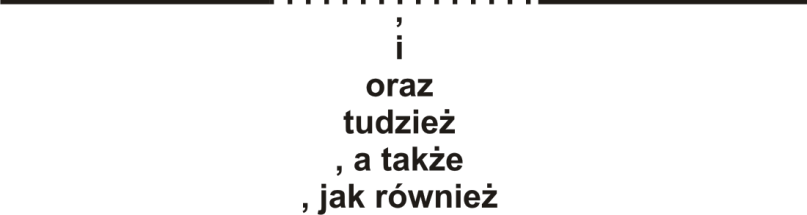 ,
i
oraz
tudzież
, a także
, jak również